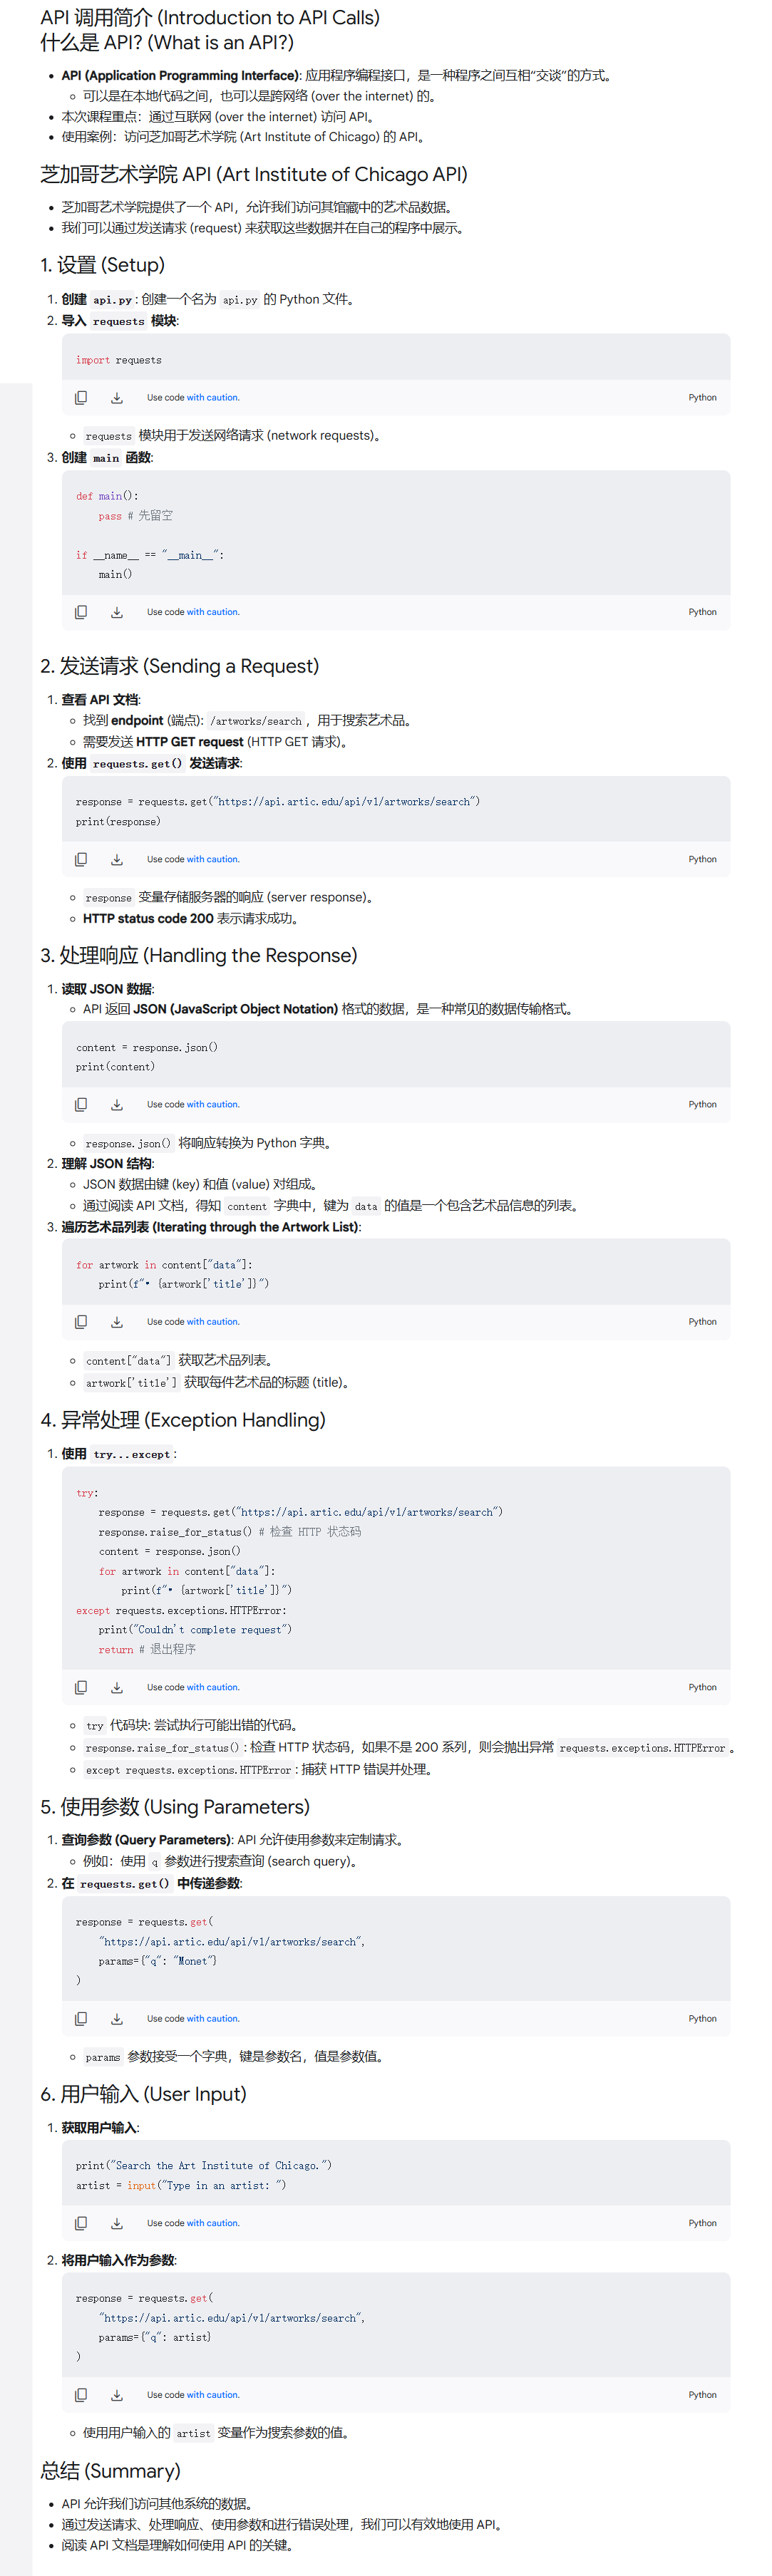 API 调用简介 (Introduction to API Calls)
什么是 API? (What is an API?)
• API (Application Programming Interface): 应用程序编程接口，是一种程序之间互相“交谈”的方式。
◦ 可以是在本地代码之间，也可以是跨网络 (over the internet) 的。
• 本次课程重点：通过互联网 (over the internet) 访问 API。
• 使用案例：访问芝加哥艺术学院 (Art Institute of Chicago) 的 API。
芝加哥艺术学院 API (Art Institute of Chicago API)
• 芝加哥艺术学院提供了一个 API，允许我们访问其馆藏中的艺术品数据。
• 我们可以通过发送请求 (request) 来获取这些数据并在自己的程序中展示。
1. 设置 (Setup)
1. 创建 api.py: 创建一个名为 api.py 的 Python 文件。
2. 导入 requests 模块:
import requests
Use code with caution. Python
◦ requests 模块用于发送网络请求 (network requests)。
3. 创建 main 函数:
def main():
    pass # 先留空
if __name__ == "__main__":
    main()
Use code with caution. Python
2. 发送请求 (Sending a Request)
1. 查看 API 文档:
◦ 找到 endpoint (端点): /artworks/search，用于搜索艺术品。
◦ 需要发送 HTTP GET request (HTTP GET 请求)。
2. 使用 requests.get() 发送请求:
response = requests.get("https://api.artic.edu/api/v1/artworks/search")
print(response)
Use code with caution. Python
◦ response 变量存储服务器的响应 (server response)。
◦ HTTP status code 200 表示请求成功。
3. 处理响应 (Handling the Response)
1. 读取 JSON 数据:
◦ API 返回 JSON (JavaScript Object Notation) 格式的数据，是一种常见的数据传输格式。
content = response.json()
print(content)
Use code with caution. Python
◦ response.json() 将响应转换为 Python 字典。
2. 理解 JSON 结构:
◦ JSON 数据由键 (key) 和值 (value) 对组成。
◦ 通过阅读 API 文档，得知 content 字典中，键为 data 的值是一个包含艺术品信息的列表。
3. 遍历艺术品列表 (Iterating through the Artwork List):
for artwork in content["data"]:
    print(f"• {artwork['title']}")
Use code with caution. Python
◦ content["data"] 获取艺术品列表。
◦ artwork['title'] 获取每件艺术品的标题 (title)。
4. 异常处理 (Exception Handling)
1. 使用 try...except:
try:
    response = requests.get("https://api.artic.edu/api/v1/artworks/search")
    response.raise_for_status() # 检查 HTTP 状态码
    content = response.json()
    for artwork in content["data"]:
        print(f"• {artwork['title']}")
except requests.exceptions.HTTPError:
    print("Couldn't complete request")
    return # 退出程序
Use code with caution. Python
◦ try 代码块: 尝试执行可能出错的代码。
◦ response.raise_for_status(): 检查 HTTP 状态码，如果不是 200 系列，则会抛出异常 requests.exceptions.HTTPError。
◦ except requests.exceptions.HTTPError: 捕获 HTTP 错误并处理。
5. 使用参数 (Using Parameters)
1. 查询参数 (Query Parameters): API 允许使用参数来定制请求。
◦ 例如：使用 q 参数进行搜索查询 (search query)。
2. 在 requests.get() 中传递参数:
response = requests.get(
    "https://api.artic.edu/api/v1/artworks/search",
    params={"q": "Monet"}
)
Use code with caution. Python
◦ params 参数接受一个字典，键是参数名，值是参数值。
6. 用户输入 (User Input)
1. 获取用户输入:
print("Search the Art Institute of Chicago.")
artist = input("Type in an artist: ")
Use code with caution. Python
2. 将用户输入作为参数:
response = requests.get(
    "https://api.artic.edu/api/v1/artworks/search",
    params={"q": artist}
)
Use code with caution. Python
◦ 使用用户输入的 artist 变量作为搜索参数的值。
总结 (Summary)
• API 允许我们访问其他系统的数据。
• 通过发送请求、处理响应、使用参数和进行错误处理，我们可以有效地使用 API。
• 阅读 API 文档是理解如何使用 API 的关键。